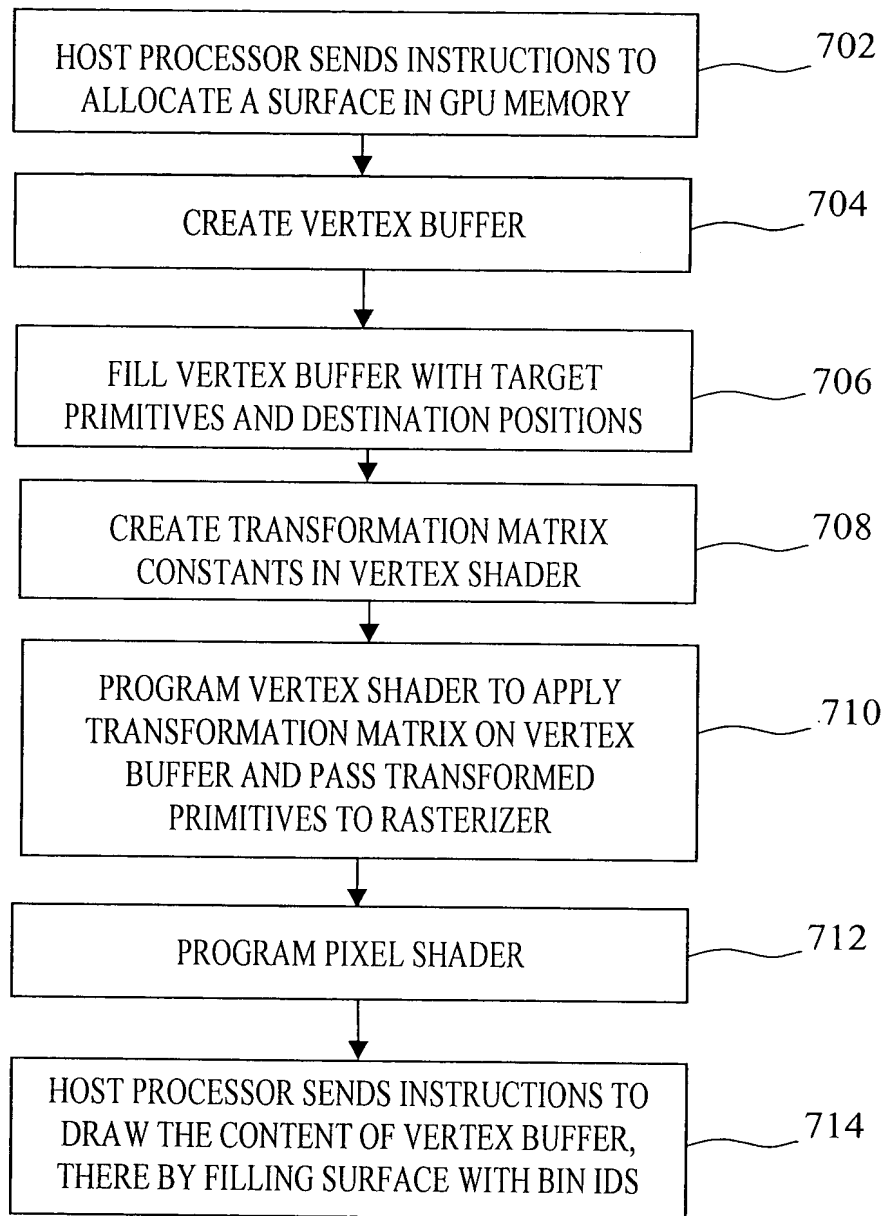 HOST PROCESSOR SENDS INSTRUCTIONS TO
ALLOCATE A SURFACE IN GPU MEMORY
702
CREATE VERTEX BUFFER
704
FILL VERTEX BUFFER WITH TARGET
PRIMITIVES AND DESTINATION POSITIONS
706
CREATE TRANSFORMATION MATRIX
CONSTANTS IN VERTEX SHADER
708
PROGRAM VERTEX SHADER TO APPLY
TRANSFORMATION MATRIX ON VERTEX
BUFFER AND PASS TRANSFORMED
PRIMITIVES TO RASTERIZER
710
PROGRAM PIXEL SHADER
712
HOST PROCESSOR SENDS INSTRUCTIONS TO
DRAW THE CONTENT OF VERTEX BUFFER,
THERE BY FILLING SURFACE WITH BIN IDS
714